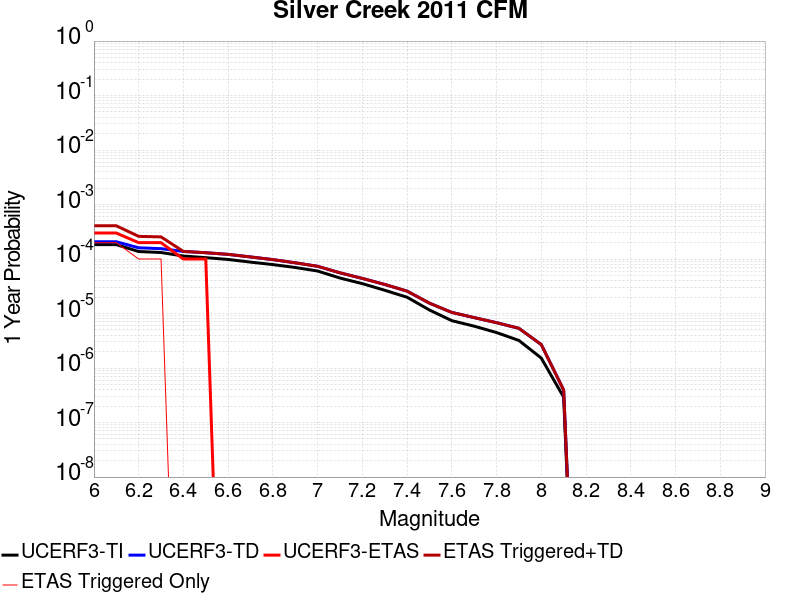 Silver Creek 2011 CFM
10^0
10^-1
10^-2
10^-3
10^-4
10^-5
10^-6
10^-7
10^-8
1 Year Probability
6 6.2 6.4 6.6 6.8 7 7.2 7.4 7.6 7.8 8 8.2 8.4 8.6 8.8 9
Magnitude
UCERF3-TI UCERF3-TD UCERF3-ETAS ETAS Triggered+TD
ETAS Triggered Only